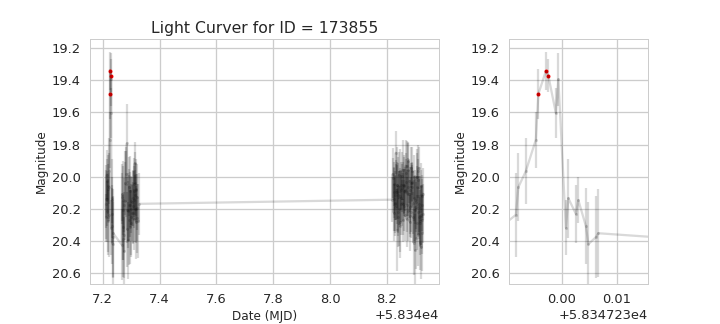 Light Curver for ID = 173855
Magnitude
19.2
19.4
19.6
19.8
20.0
20.2
20.4
20.6
7.2 7.4 7.6 7.8 8.0 8.2
Date (MJD)
+5.834e4
Magnitude
19.2
19.4
19.6
19.8
20.0
20.2
20.4
20.6
0.00 0.01
+5.834723e4